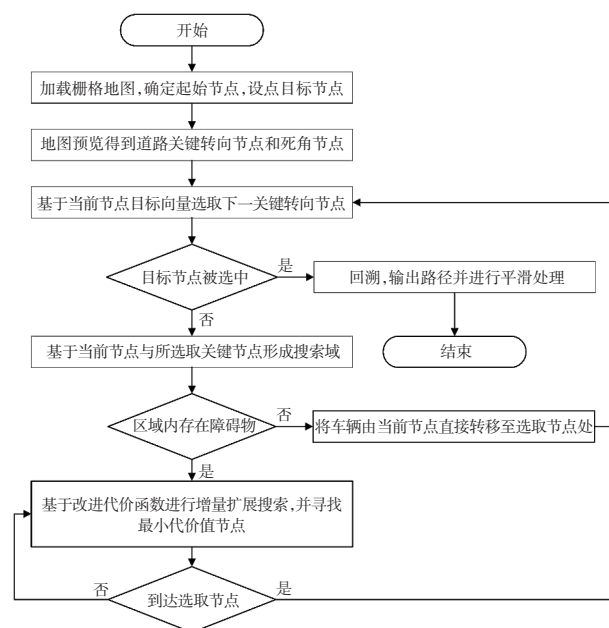 开始
加载栅格地图,确定起始节点,设点目标节点
地图预览得到道路关键转向节点和死角节点
基于当前节点目标向量选取下一关键转向节点
目标节点被选中
是
回溯,输出路径并进行平滑处理
否
结束
基于当前节点与所选取关键节点形成搜索域
区域内存在障碍物
否
将车辆由当前节点直接转移至选取节点处
是
基于改进代价函数进行增量扩展搜索,并寻找
最小代价值节点
否
到达选取节点
是